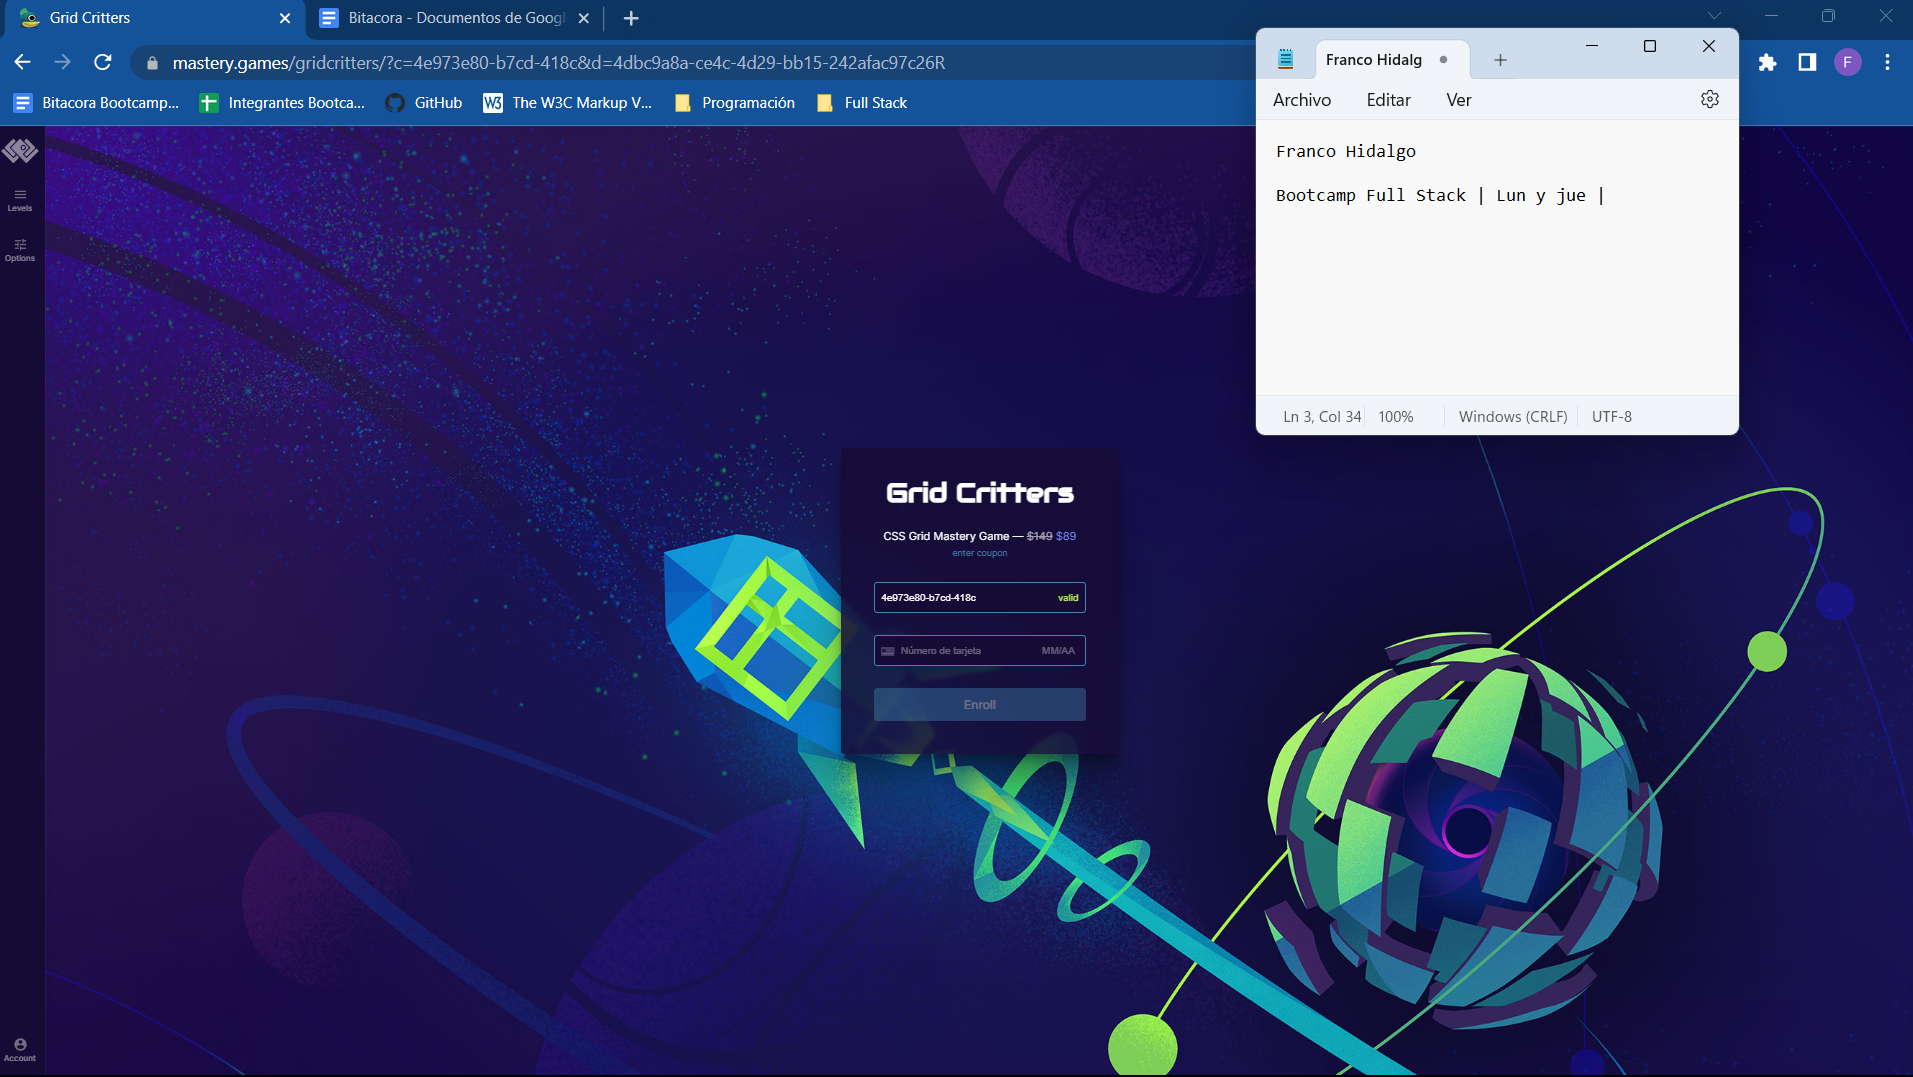 Grid Critters
Bitacora - Documentos de Goog
mastery.games/gridcritters/?c=4e973e80-b7cd-418c&d=4dbc9a8a-ce4c-4d29-bb15-242afac97c26R
F
Bitacora Bootcamp...
Integrantes Bootca...
GitHub
The W3C Markup V...
Programación
Full Stack
Franco Hidalg
Archivo Editar Ver
Franco Hidalgo
Bootcamp Full Stack | Lun y jue |
Ln 3, Col 34 100% Windows (CRLF) UTF-8
Levels
Options
Grid Critters
CSS Grid Mastery Game — $149 $89
enter coupon
4e973e80-b7cd-418c valid
Número de tarjeta MM/AA
Enroll
Account